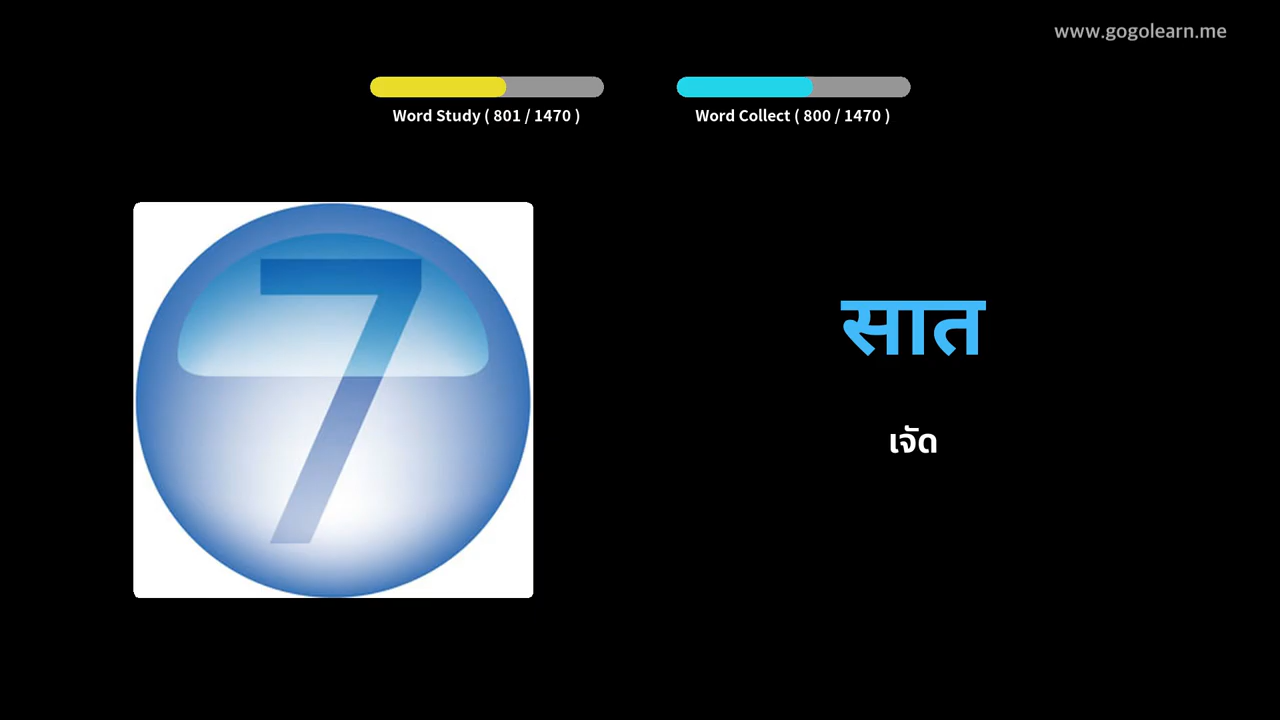 www.gogolearn.me
Word Study ( 801 / 1470 )
Word Collect ( 800 / 1470 )
7
सात
เจ็ด